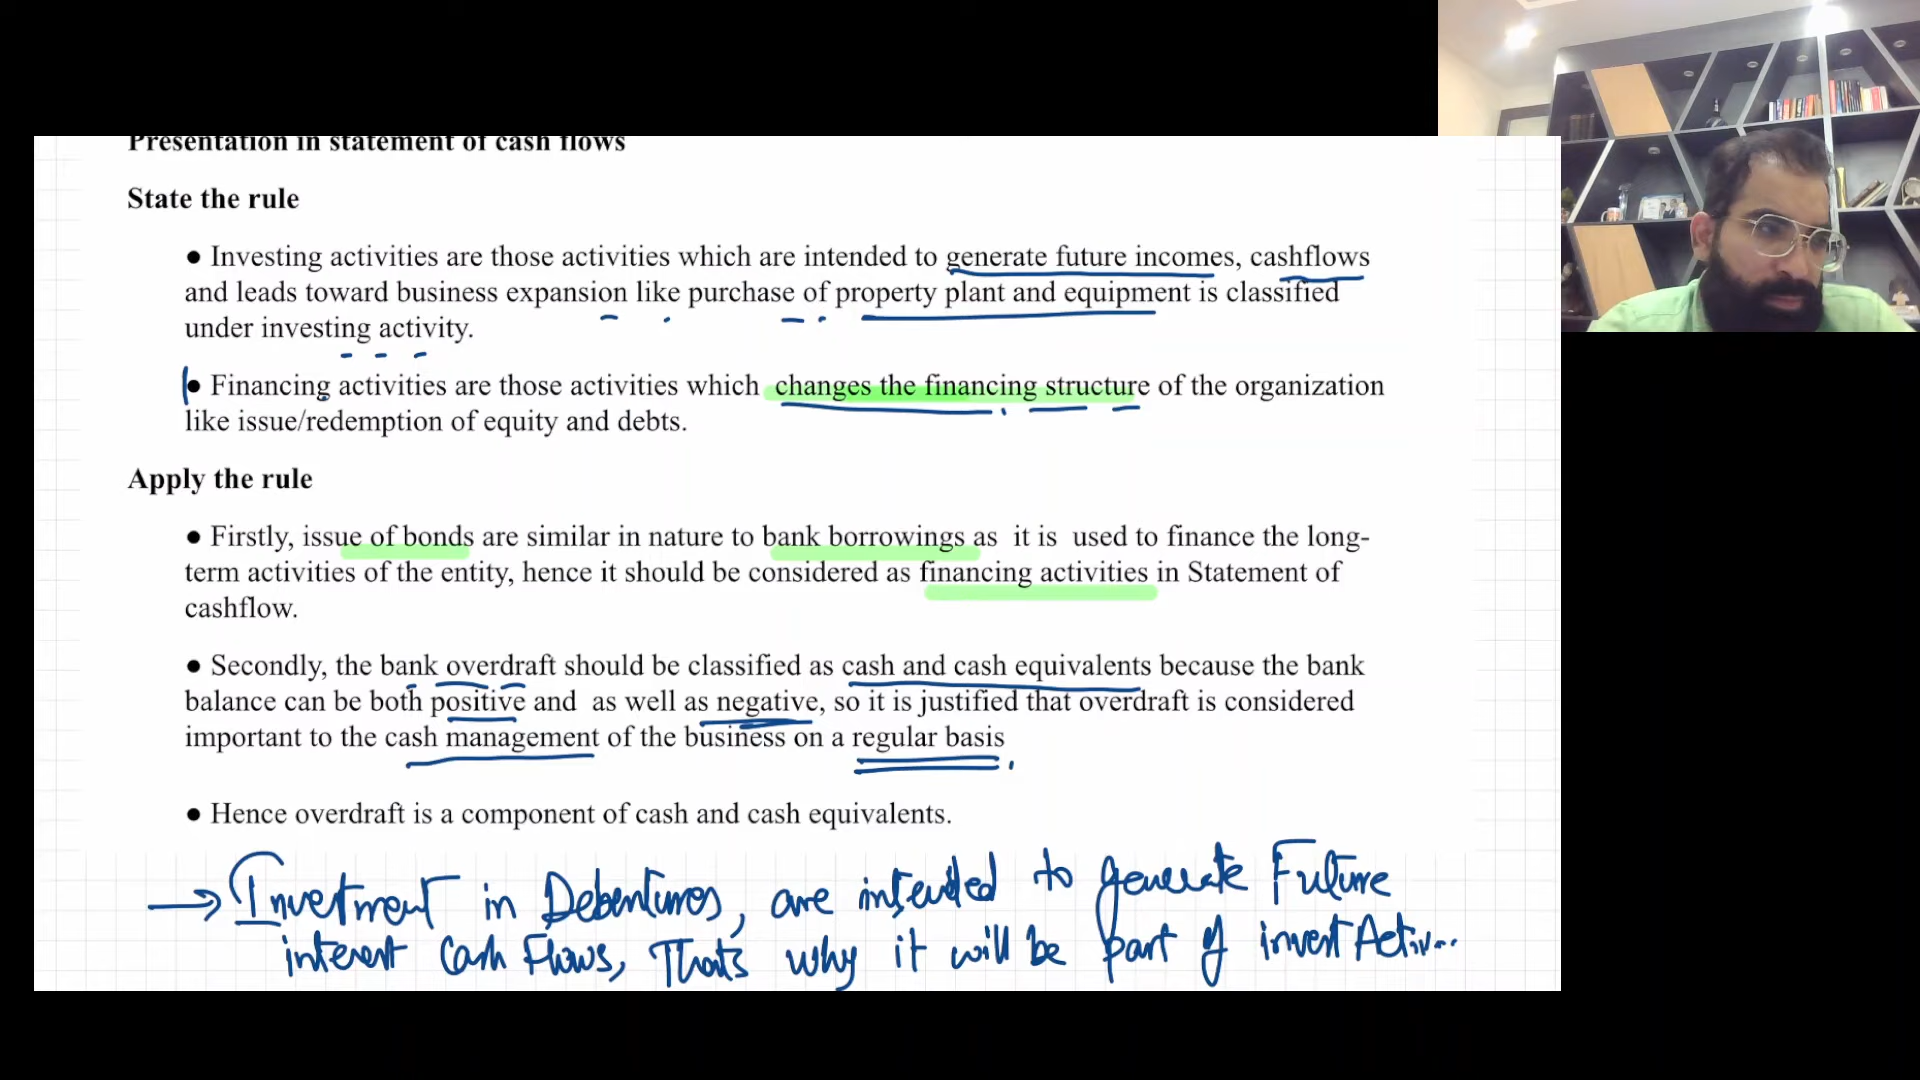 Presentation in statement of cash flows
State the rule
● Investing activities are those activities which are intended to generate future incomes, cashflows
and leads toward business expansion like purchase of property plant and equipment is classified
under investing activity.
● Financing activities are those activities which changes the financing structure of the organization
like issue/redemption of equity and debts.
Apply the rule
● Firstly, issue of bonds are similar in nature to bank borrowings as it is used to finance the long-
term activities of the entity, hence it should be considered as financing activities in Statement of
cashflow.
● Secondly, the bank overdraft should be classified as cash and cash equivalents because the bank
balance can be both positive and as well as negative, so it is justified that overdraft is considered
important to the cash management of the business on a regular basis
● Hence overdraft is a component of cash and cash equivalents.
→ Investment in Debentures, are intended to generate Future
interest Cash Flows, That's why it will be part of invest Activ...